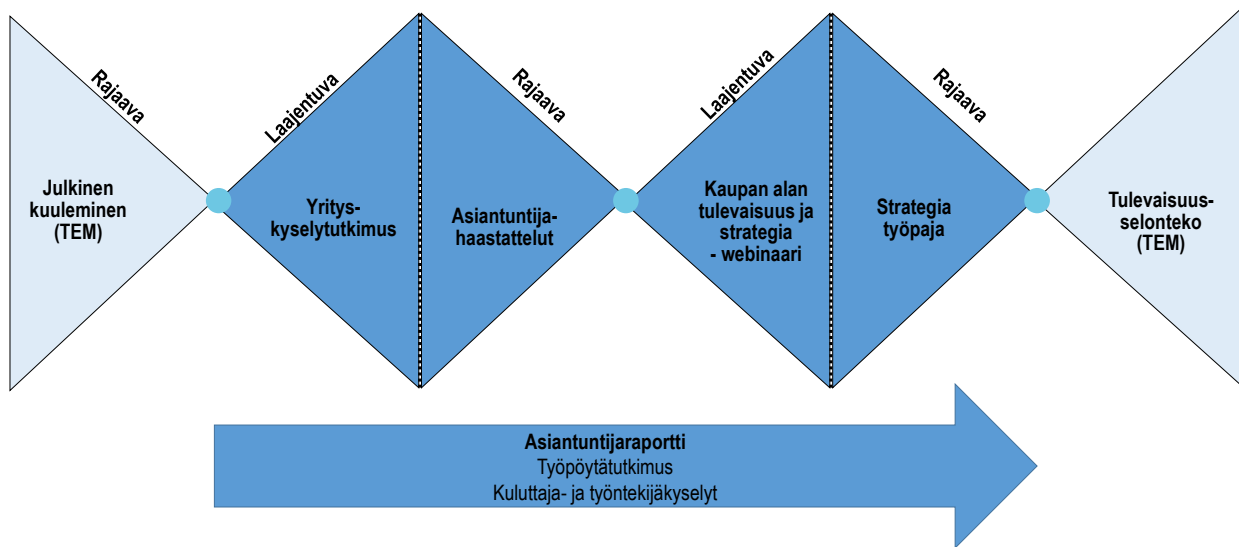 Rajaava
Laajentuva
Rajaava
Laajentuva
Rajaava
Julkinen
kuuleminen
(TEM)
Yritys-
kyselytutkimus
Asiantuntija-
haastattelut
Kaupan alan
tulevaisuus ja
strategia
- webinaari
Strategia
työpaja
Tulevaisuus-
selonteko
(TEM)
Asiantuntijaraportti
Työpöytätutkimus
Kuluttaja- ja työntekijäkyselyt